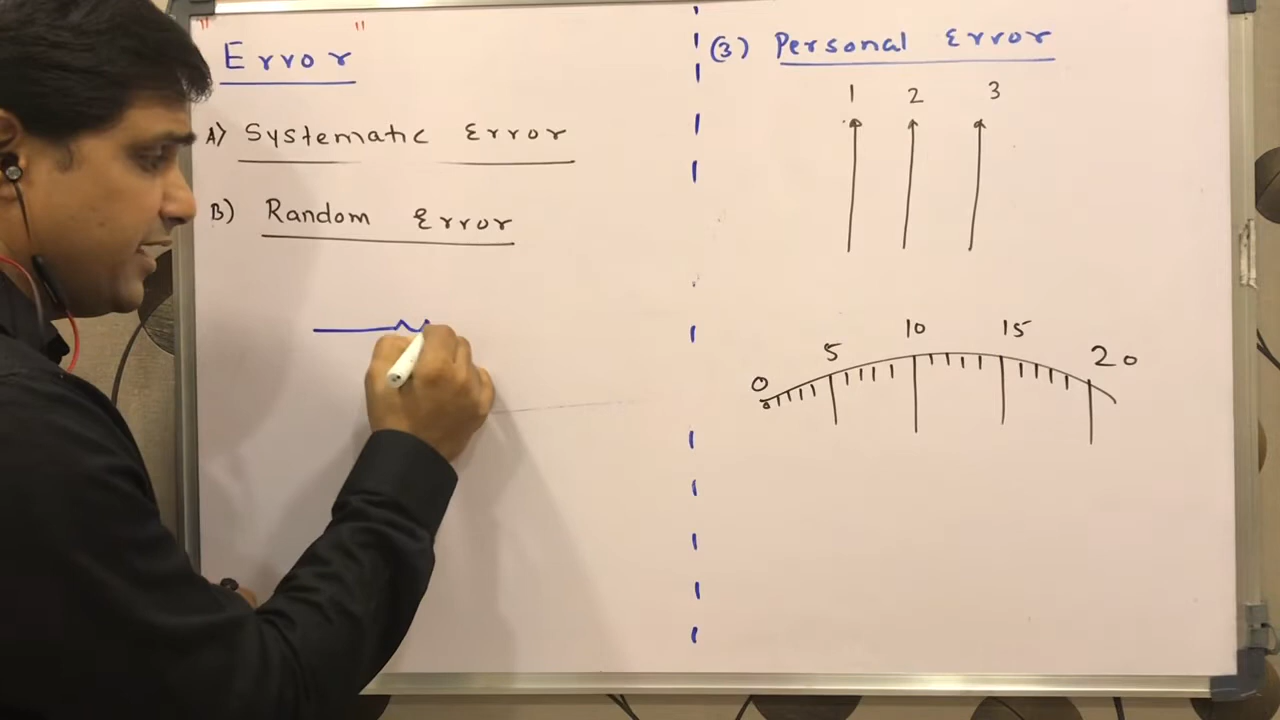 "Error"
A) Systematic Error
B) Random Error
(3) Personal Error
1 2 3
0 5 10 15 20